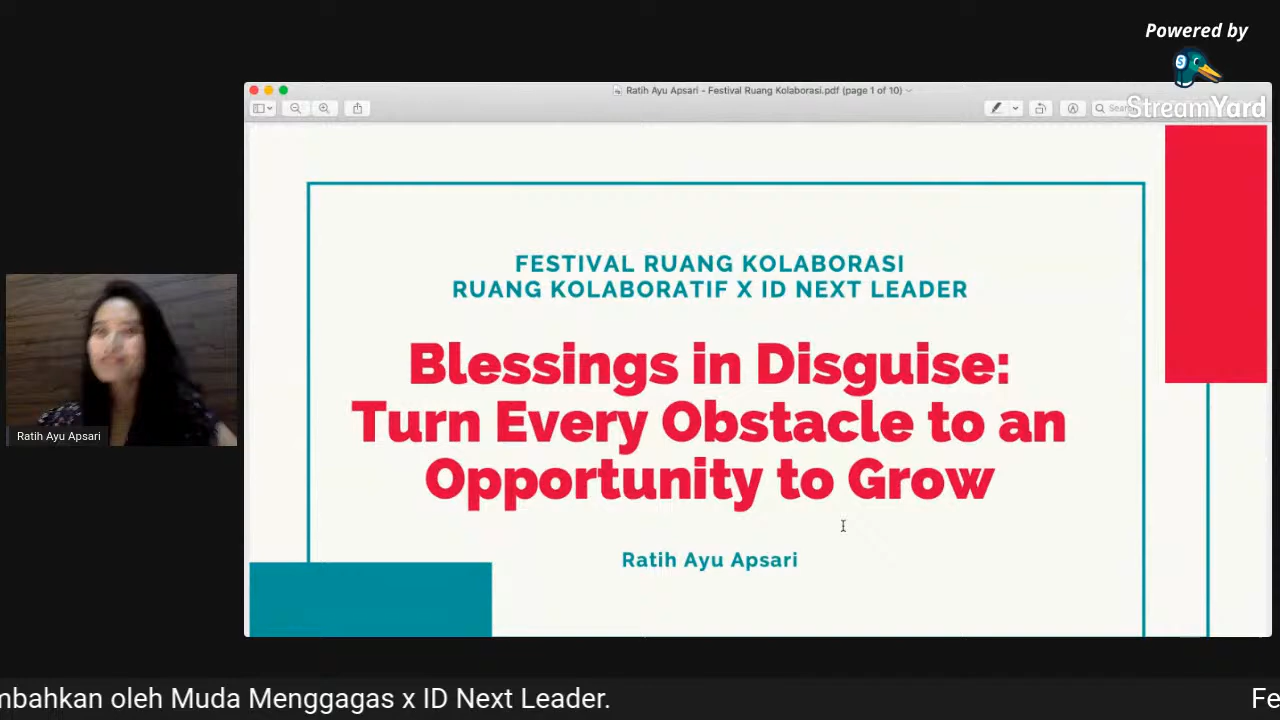 Powered by
StreamYard
Ratih Ayu Apsari - Festival Ruang Kolaborasi.pdf (page 1 of 10)
FESTIVAL RUANG KOLABORASI
RUANG KOLABORATIF X ID NEXT LEADER
Blessings in Disguise:
Turn Every Obstacle to an
Opportunity to Grow
Ratih Ayu Apsari
Ratih Ayu Apsari
mbahkan oleh Muda Menggagas x ID Next Leader.
Fe